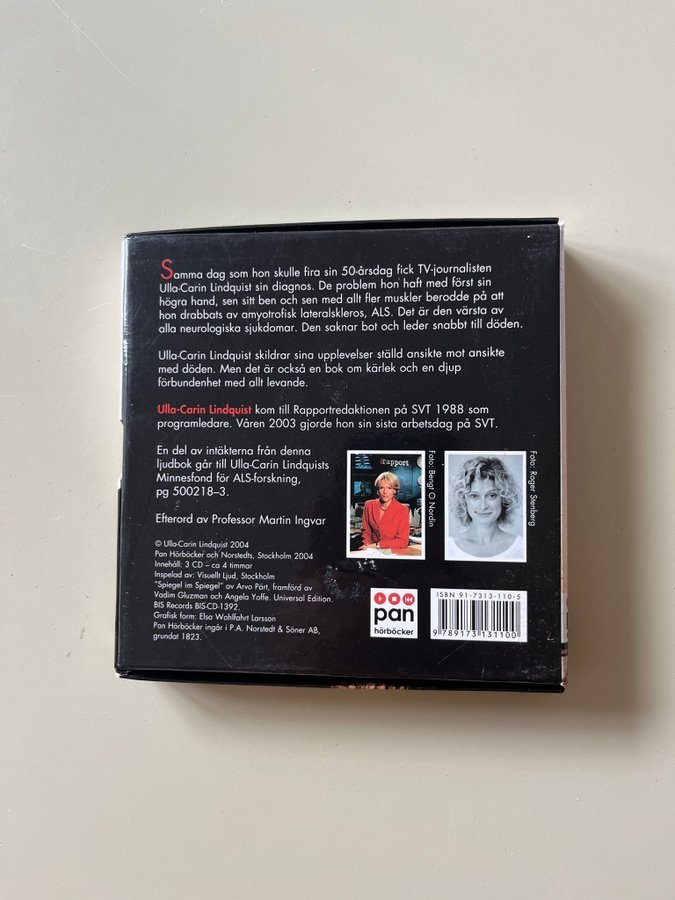 Samma dag som hon skulle fira sin 50-årsdag fick TV-journalisten
Ulla-Carin Lindquist sin diagnos. De problem hon haft med först sin
högra hand, sen sitt ben och sen med allt fler muskler berodde på att
hon drabbats av amyotrofisk lateralskleros, ALS. Det är den värsta av
alla neurologiska sjukdomar. Den saknar bot och leder snabbt till döden.
Ulla-Carin Lindquist skildrar sina upplevelser ställd ansikte mot ansikte
med döden. Men det är också en bok om kärlek och en djup
förbundenhet med allt levande.
Ulla-Carin Lindquist kom till Rapportredaktionen på SVT 1988 som
programledare. Våren 2003 gjorde hon sin sista arbetsdag på SVT.
En del av intäkterna från denna
ljudbok går till Ulla-Carin Lindquists
Minnesfond för ALS-forskning,
pg 500218–3.
Efterord av Professor Martin Ingvar
© Ulla-Carin Lindquist 2004
Pan Hörböcker och Norstedts, Stockholm 2004
Innehåll: 3 CD – ca 4 timmar
Inspelad av: Visuellt Ljud, Stockholm
"Spiegel im Spiegel" av Arvo Pärt, framförd av
Vadim Gluzman och Angela Yoffe. Universal Edition.
BIS Records BIS-CD-1392.
Grafisk form: Elsa Wohlfahrt Larsson
Pan Hörböcker ingår i P.A. Norstedt & Söner AB,
grundat 1823.
rapport
Foto: Bengt O Nordin
Foto: Roger Stenberg
pan
hörböcker
ISBN 91-7313-110-5
9 789173 131100